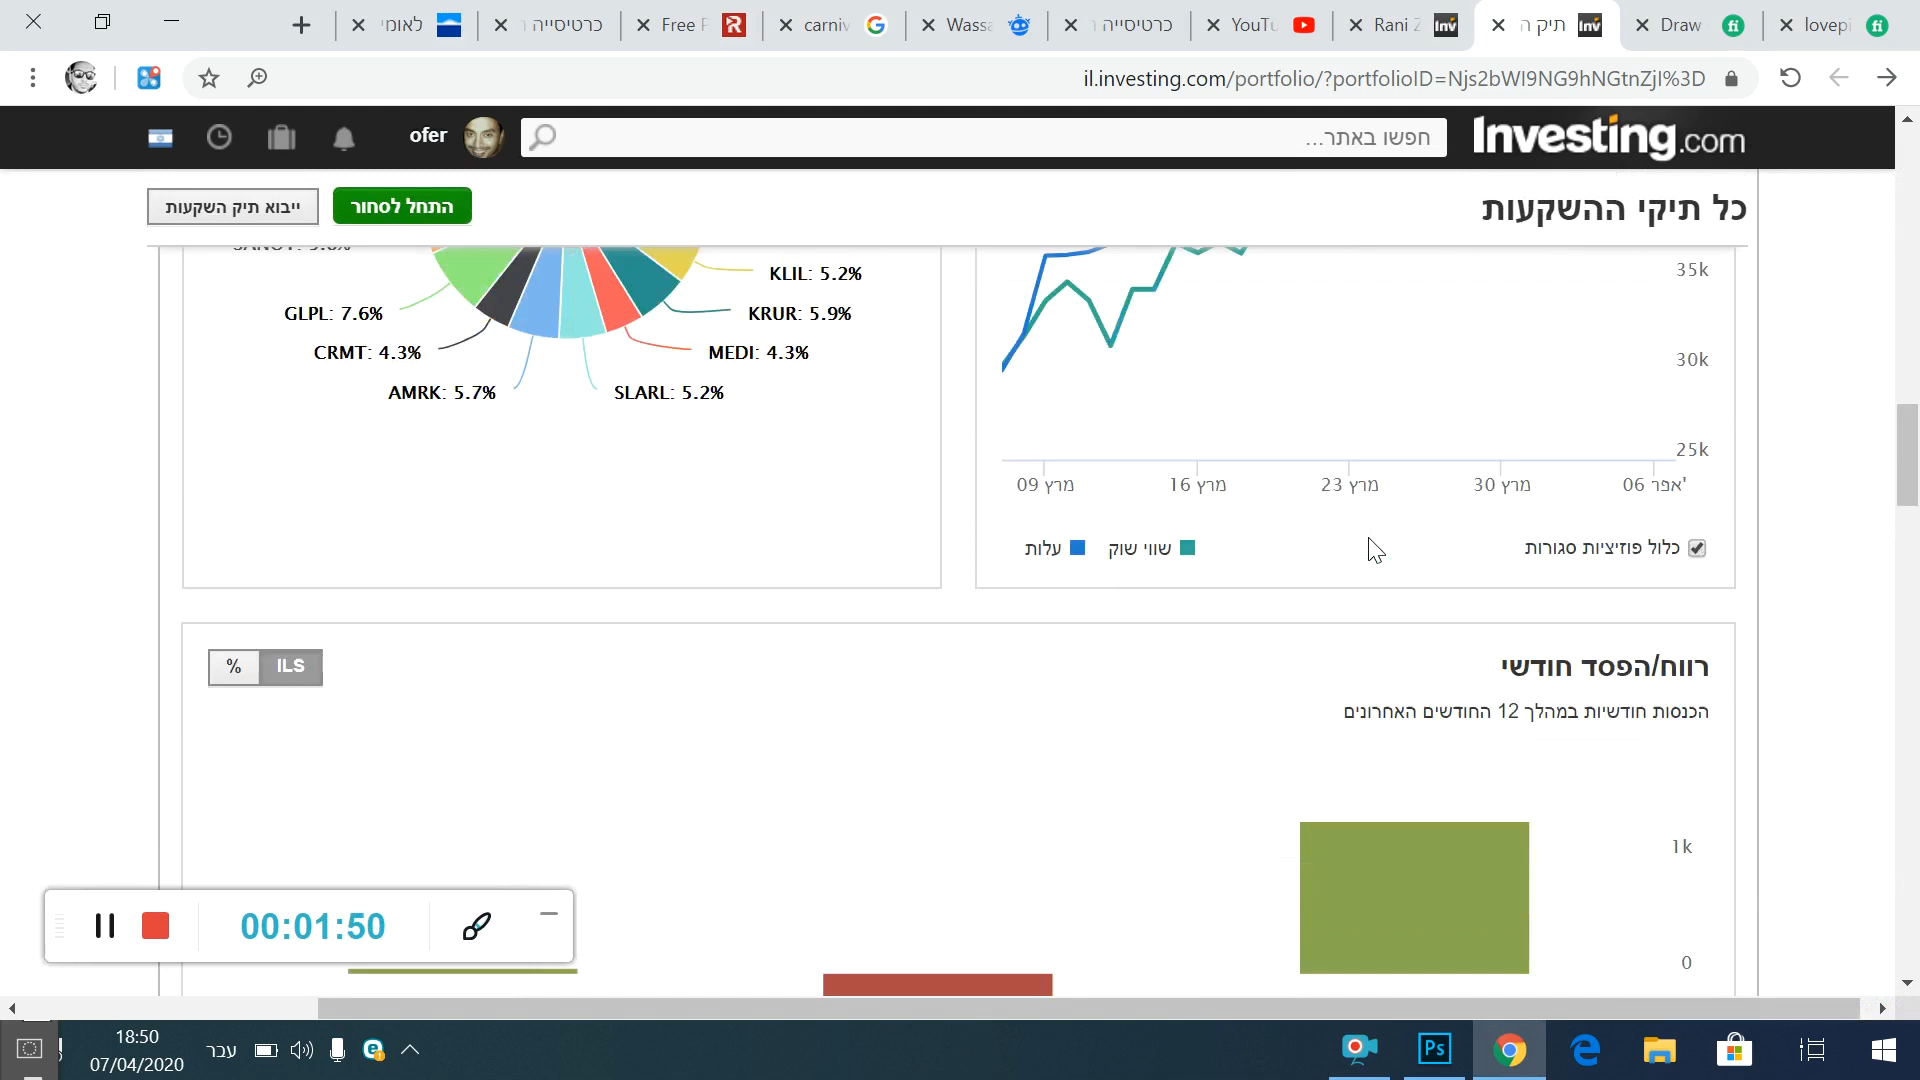 לאומי
כרטיסייה ח
Free P
carniv
Wassa
כרטיסייה ח
YouTu
Rani Z
תיק ה
Draw
lovepi
il.investing.com/portfolio/?portfolioID=Njs2bWI9NG9hNGtnZjI%3D
ofer
חפשו באתר...
Investing.com
כל תיקי ההשקעות
התחל לסחור
ייבוא תיק השקעות
KLIL: 5.2%
GLPL: 7.6%
KRUR: 5.9%
CRMT: 4.3%
MEDI: 4.3%
AMRK: 5.7%
SLARL: 5.2%
35k
30k
25k
09 מרץ
16 מרץ
23 מרץ
30 מרץ
06 אפר'
כלול פוזיציות סגורות
שווי שוק
עלות
רווח/הפסד חודשי
% ILS
הכנסות חודשיות במהלך 12 החודשים האחרונים
1k
0
00:01:50
18:50
07/04/2020
עבר
Ps